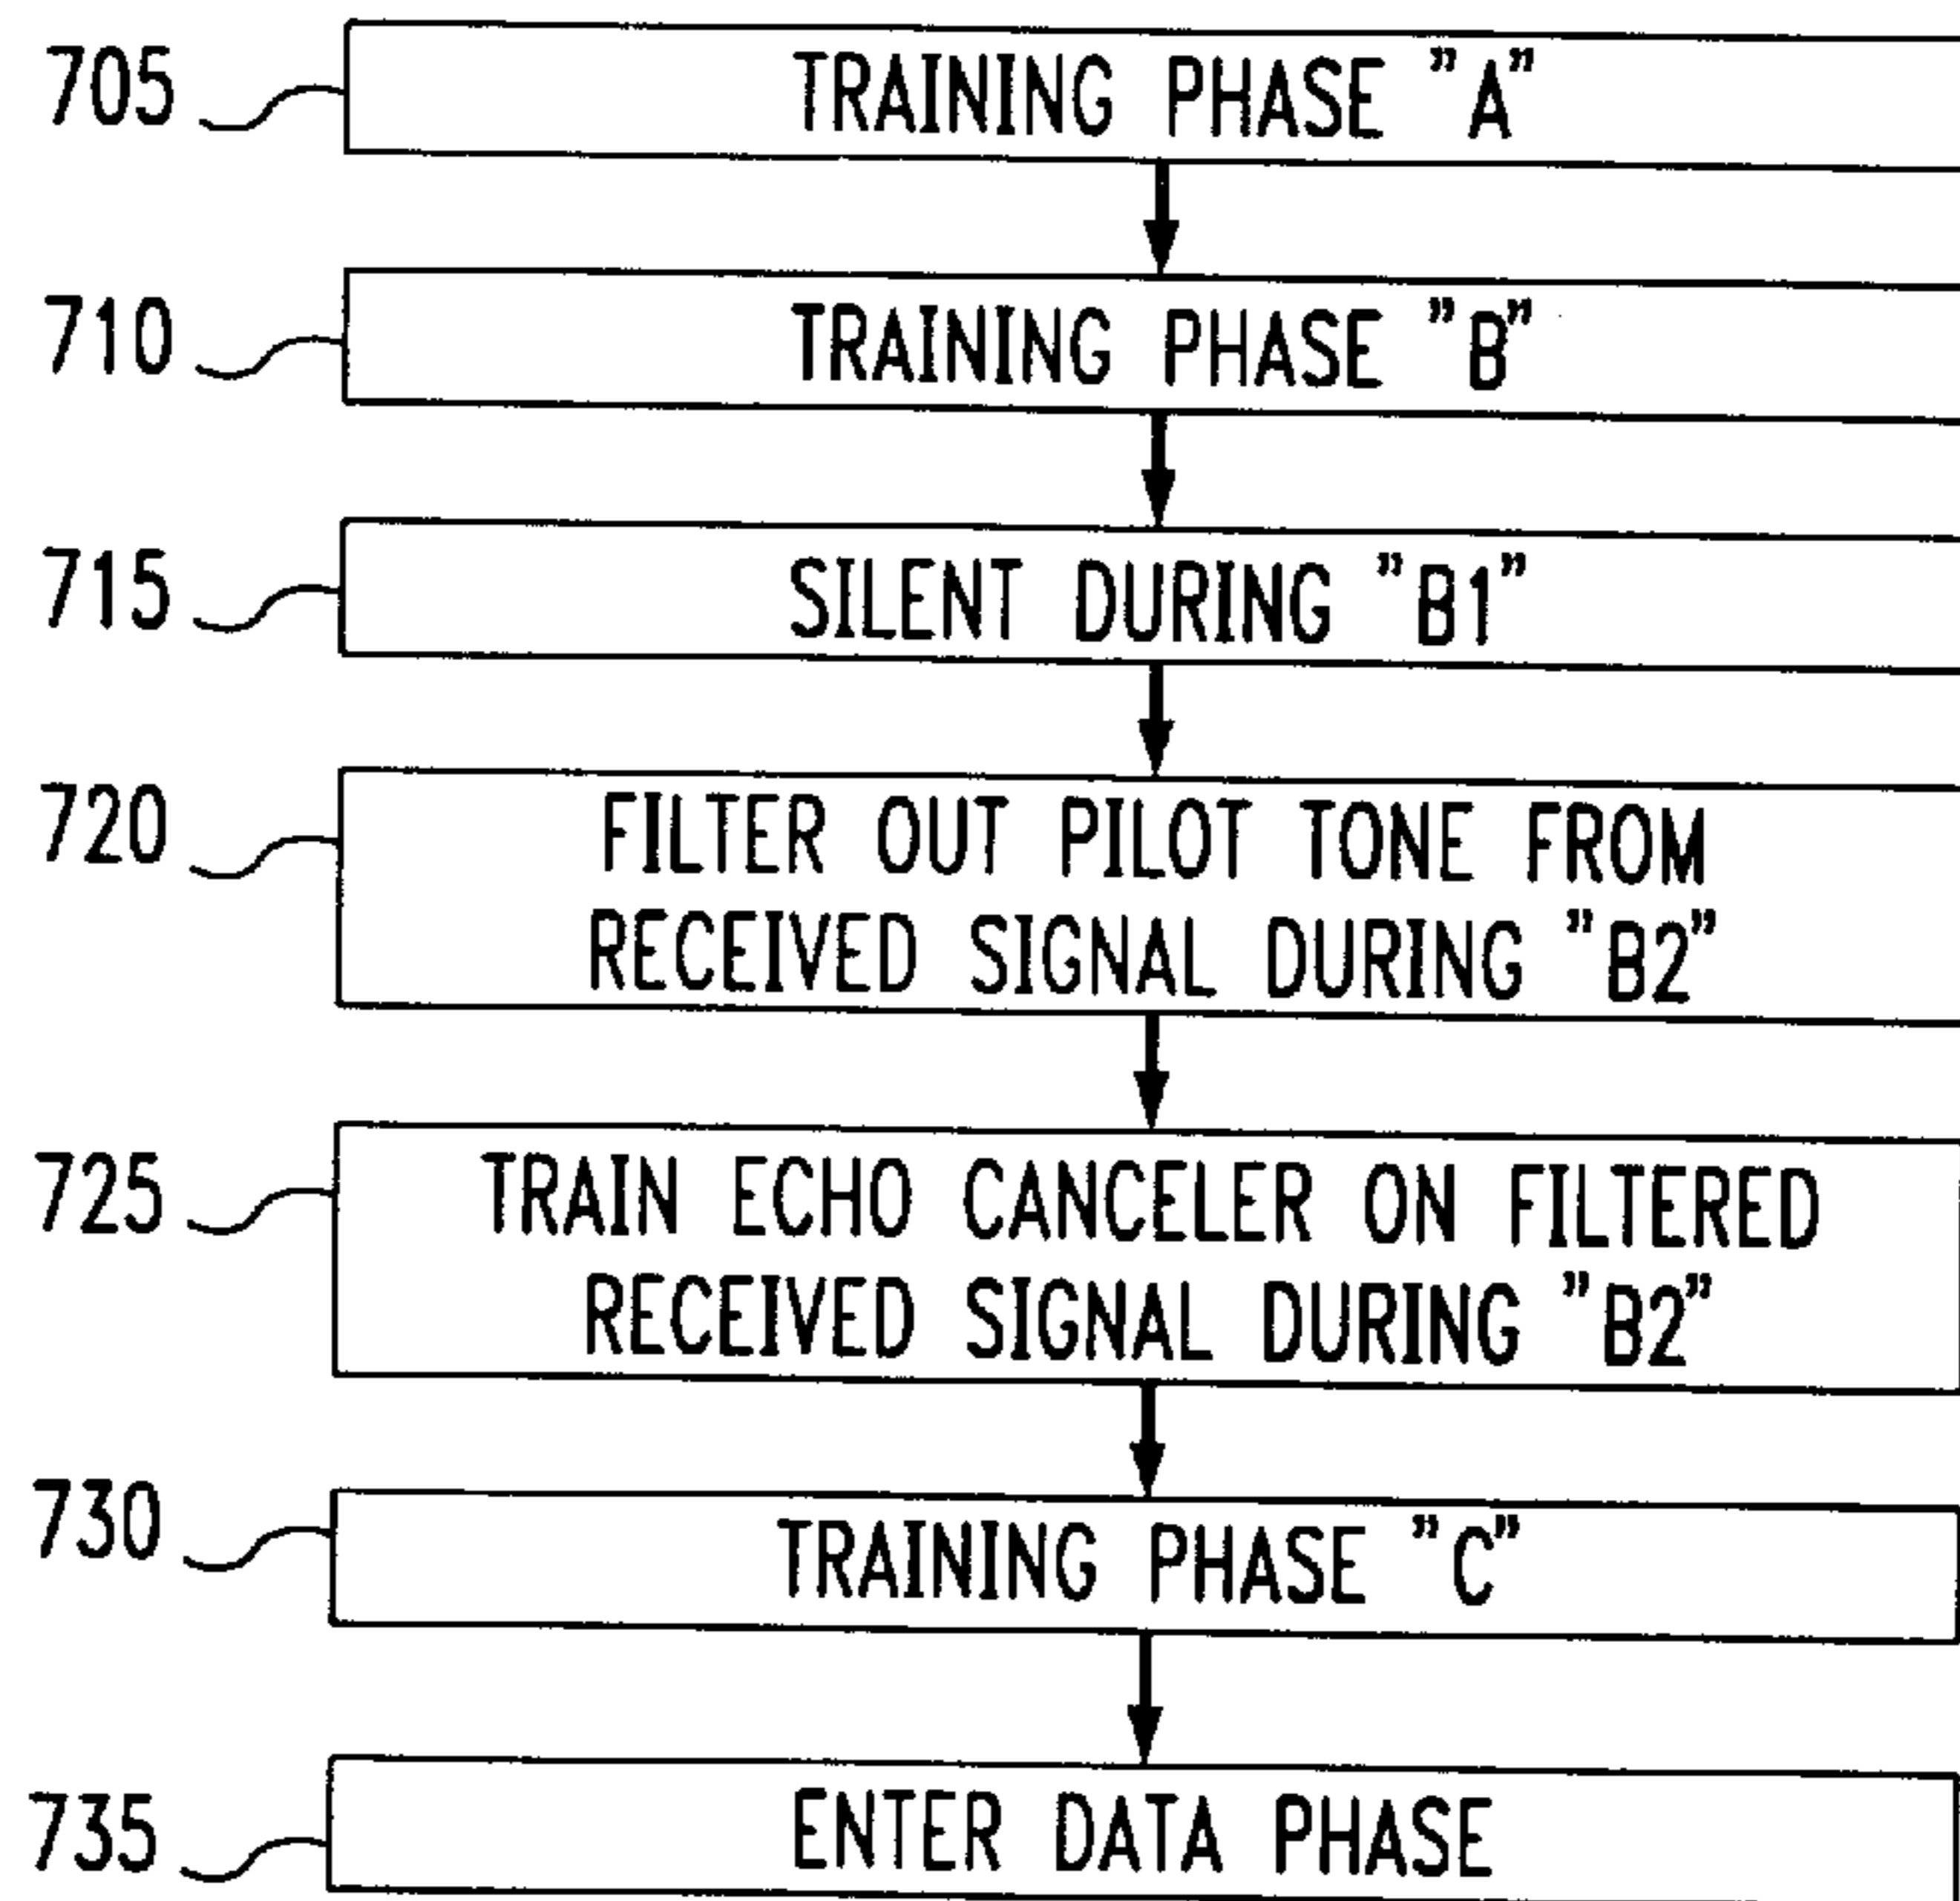 705
TRAINING PHASE "A"
710
TRAINING PHASE "B"
715
SILENT DURING "B1"
720
FILTER OUT PILOT TONE FROM
RECEIVED SIGNAL DURING "B2"
725
TRAIN ECHO CANCELER ON FILTERED
RECEIVED SIGNAL DURING "B2"
730
TRAINING PHASE "C"
735
ENTER DATA PHASE